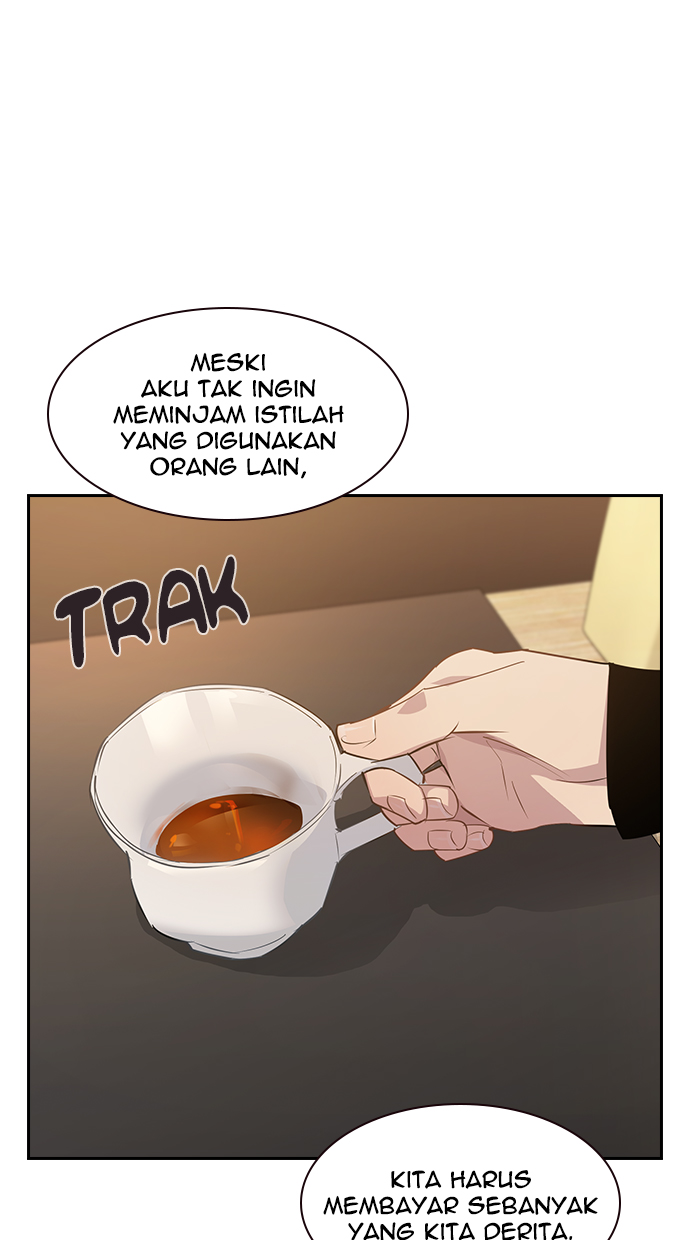 MESKI
AKU TAK INGIN
MEMINJAM ISTILAH
YANG DIGUNAKAN
ORANG LAIN,
TRAK
KITA HARUS
MEMBAYAR SEBANYAK
YANG KITA DERITA,